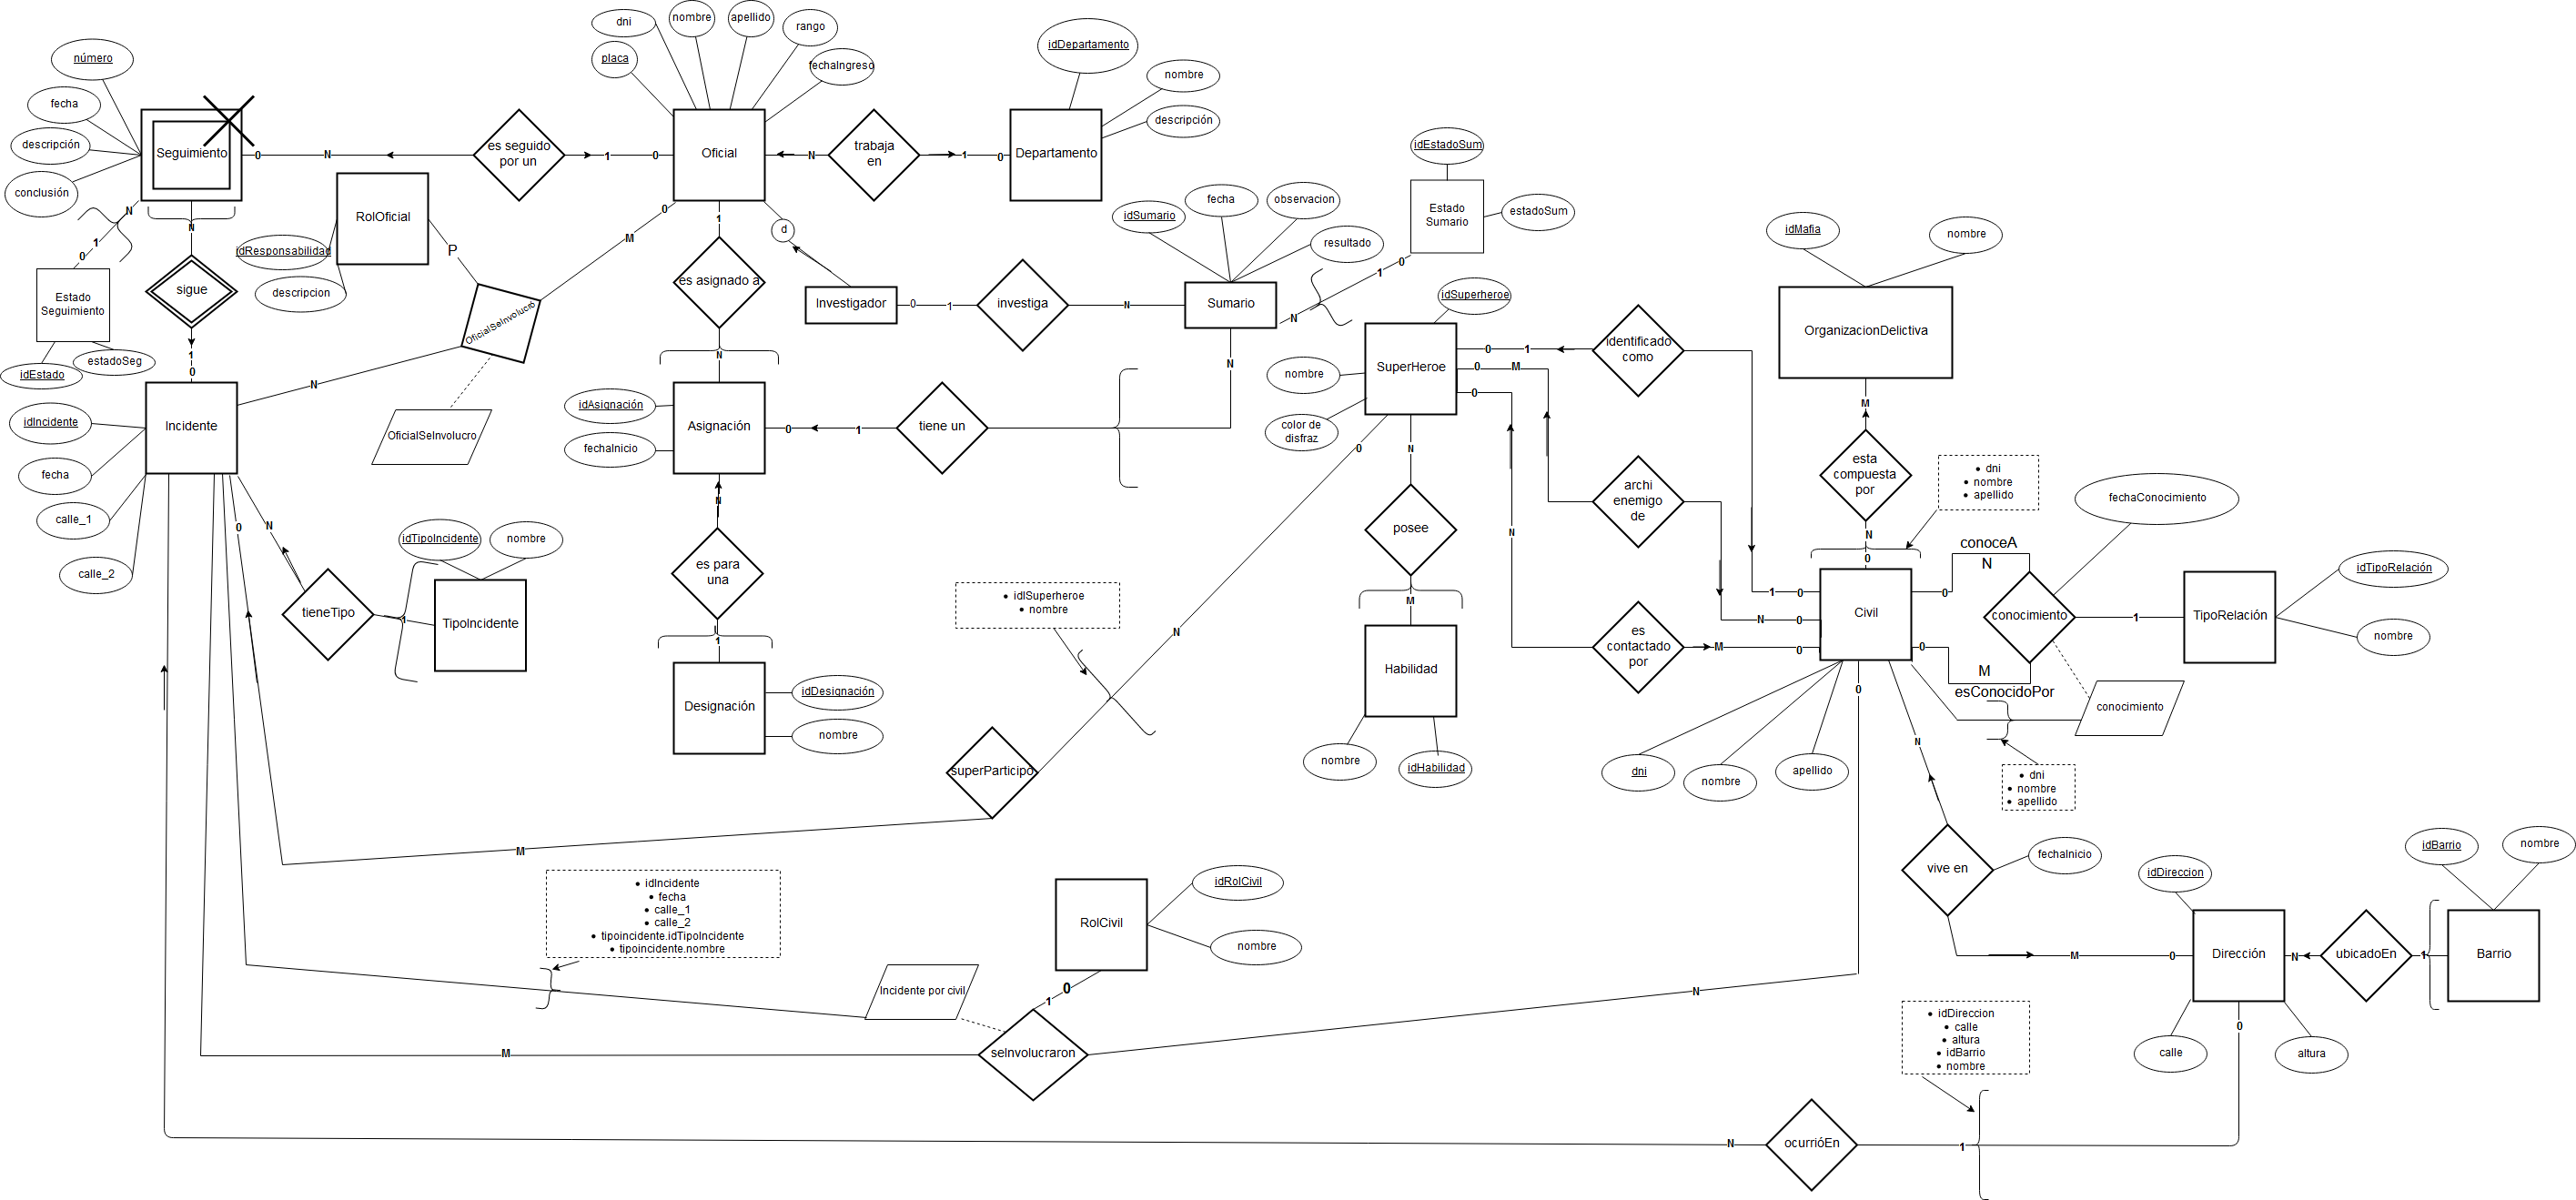 dni
nombre
apellido
rango
fechaIngreso
placa
idDepartamento
nombre
descripción
número
fecha
descripción
conclusión
Seguimiento
0
N
es seguido
por un
1
0
Oficial
N
trabaja
en
1
0
Departamento
idEstadoSum
Estado
Sumario
estadoSum
N
1
0
N
RolOficial
idResponsabilidad
descripcion
P
M
0
1
d
idSumario
fecha
observacion
resultado
0
1
N
idMafia
nombre
Estado
Seguimiento
estadoSeg
idEstado
sigue
1
0
OficialSeInvolucró
es asignado a
N
Investigador
0
1
investiga
N
Sumario
N
idSuperheroe
OrganizacionDelictiva
M
Incidente
idIncidente
fecha
calle_1
calle_2
N
OficialSeInvolucro
idAsignación
fechaInicio
Asignación
0
1
tiene un
nombre
color de
disfraz
SuperHeroe
0
1
0
M
0
identificado
como
N
0
N
N
archi
enemigo
de
esta
compuesta
por
N
0
dni
nombre
apellido
fechaConocimiento
0
N
tieneTipo
1
idTipoIncidente
nombre
TipoIncidente
N
es para
una
1
Designación
idDesignación
nombre
posee
M
Habilidad
nombre
idHabilidad
idlSuperheroe
nombre
N
superParticipo
M
es
contactado
por
M
1
0
N
0
0
Civil
0
conoceA
N
0
M
esConocidoPor
conocimiento
1
TipoRelación
idTipoRelación
nombre
conocimiento
dni
nombre
apellido
dni
nombre
apellido
0
N
vive en
fechaInicio
M
0
idDireccion
Dirección
calle
altura
0
N
ubicadoEn
1
idBarrio
nombre
Barrio
idIncidente
fecha
calle_1
calle_2
tipoincidente.idTipoIncidente
tipoincidente.nombre
RolCivil
idRolCivil
nombre
0
1
Incidente por civil
seInvolucraron
M
N
idDireccion
calle
altura
idBarrio
nombre
N
ocurrióEn
1